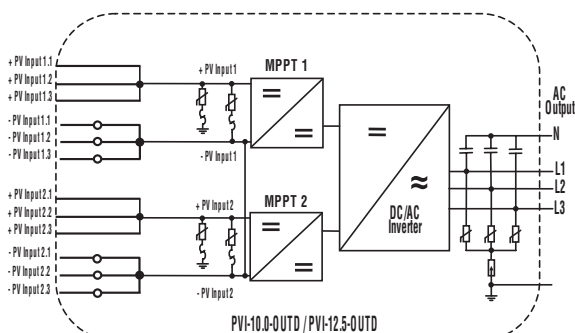 + PV Input 1.1
+ PV Input 1.2
+ PV Input 1.3
- PV Input 1.1
- PV Input 1.2
- PV Input 1.3
+ PV Input 1
- PV Input 1
MPPT 1
+ PV Input 2.1
+ PV Input 2.2
+ PV Input 2.3
- PV Input 2.1
- PV Input 2.2
- PV Input 2.3
+ PV Input 2
- PV Input 2
MPPT 2
DC/AC
Inverter
AC
Output
N
L1
L2
L3
PVI-10.0-OUTD / PVI-12.5-OUTD